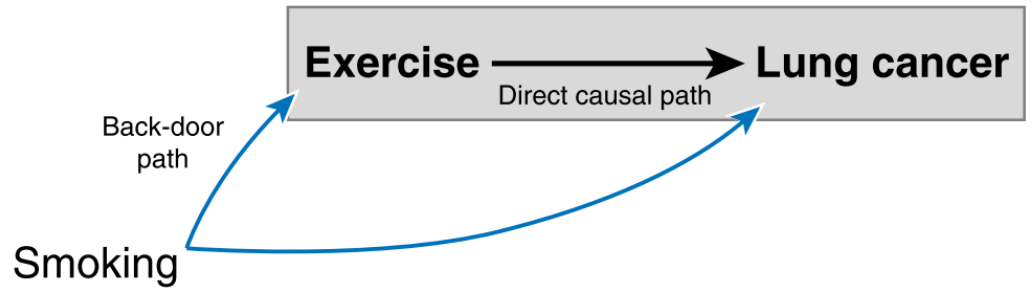 Exercise
Lung cancer
Direct causal path
Back-door
path
Smoking